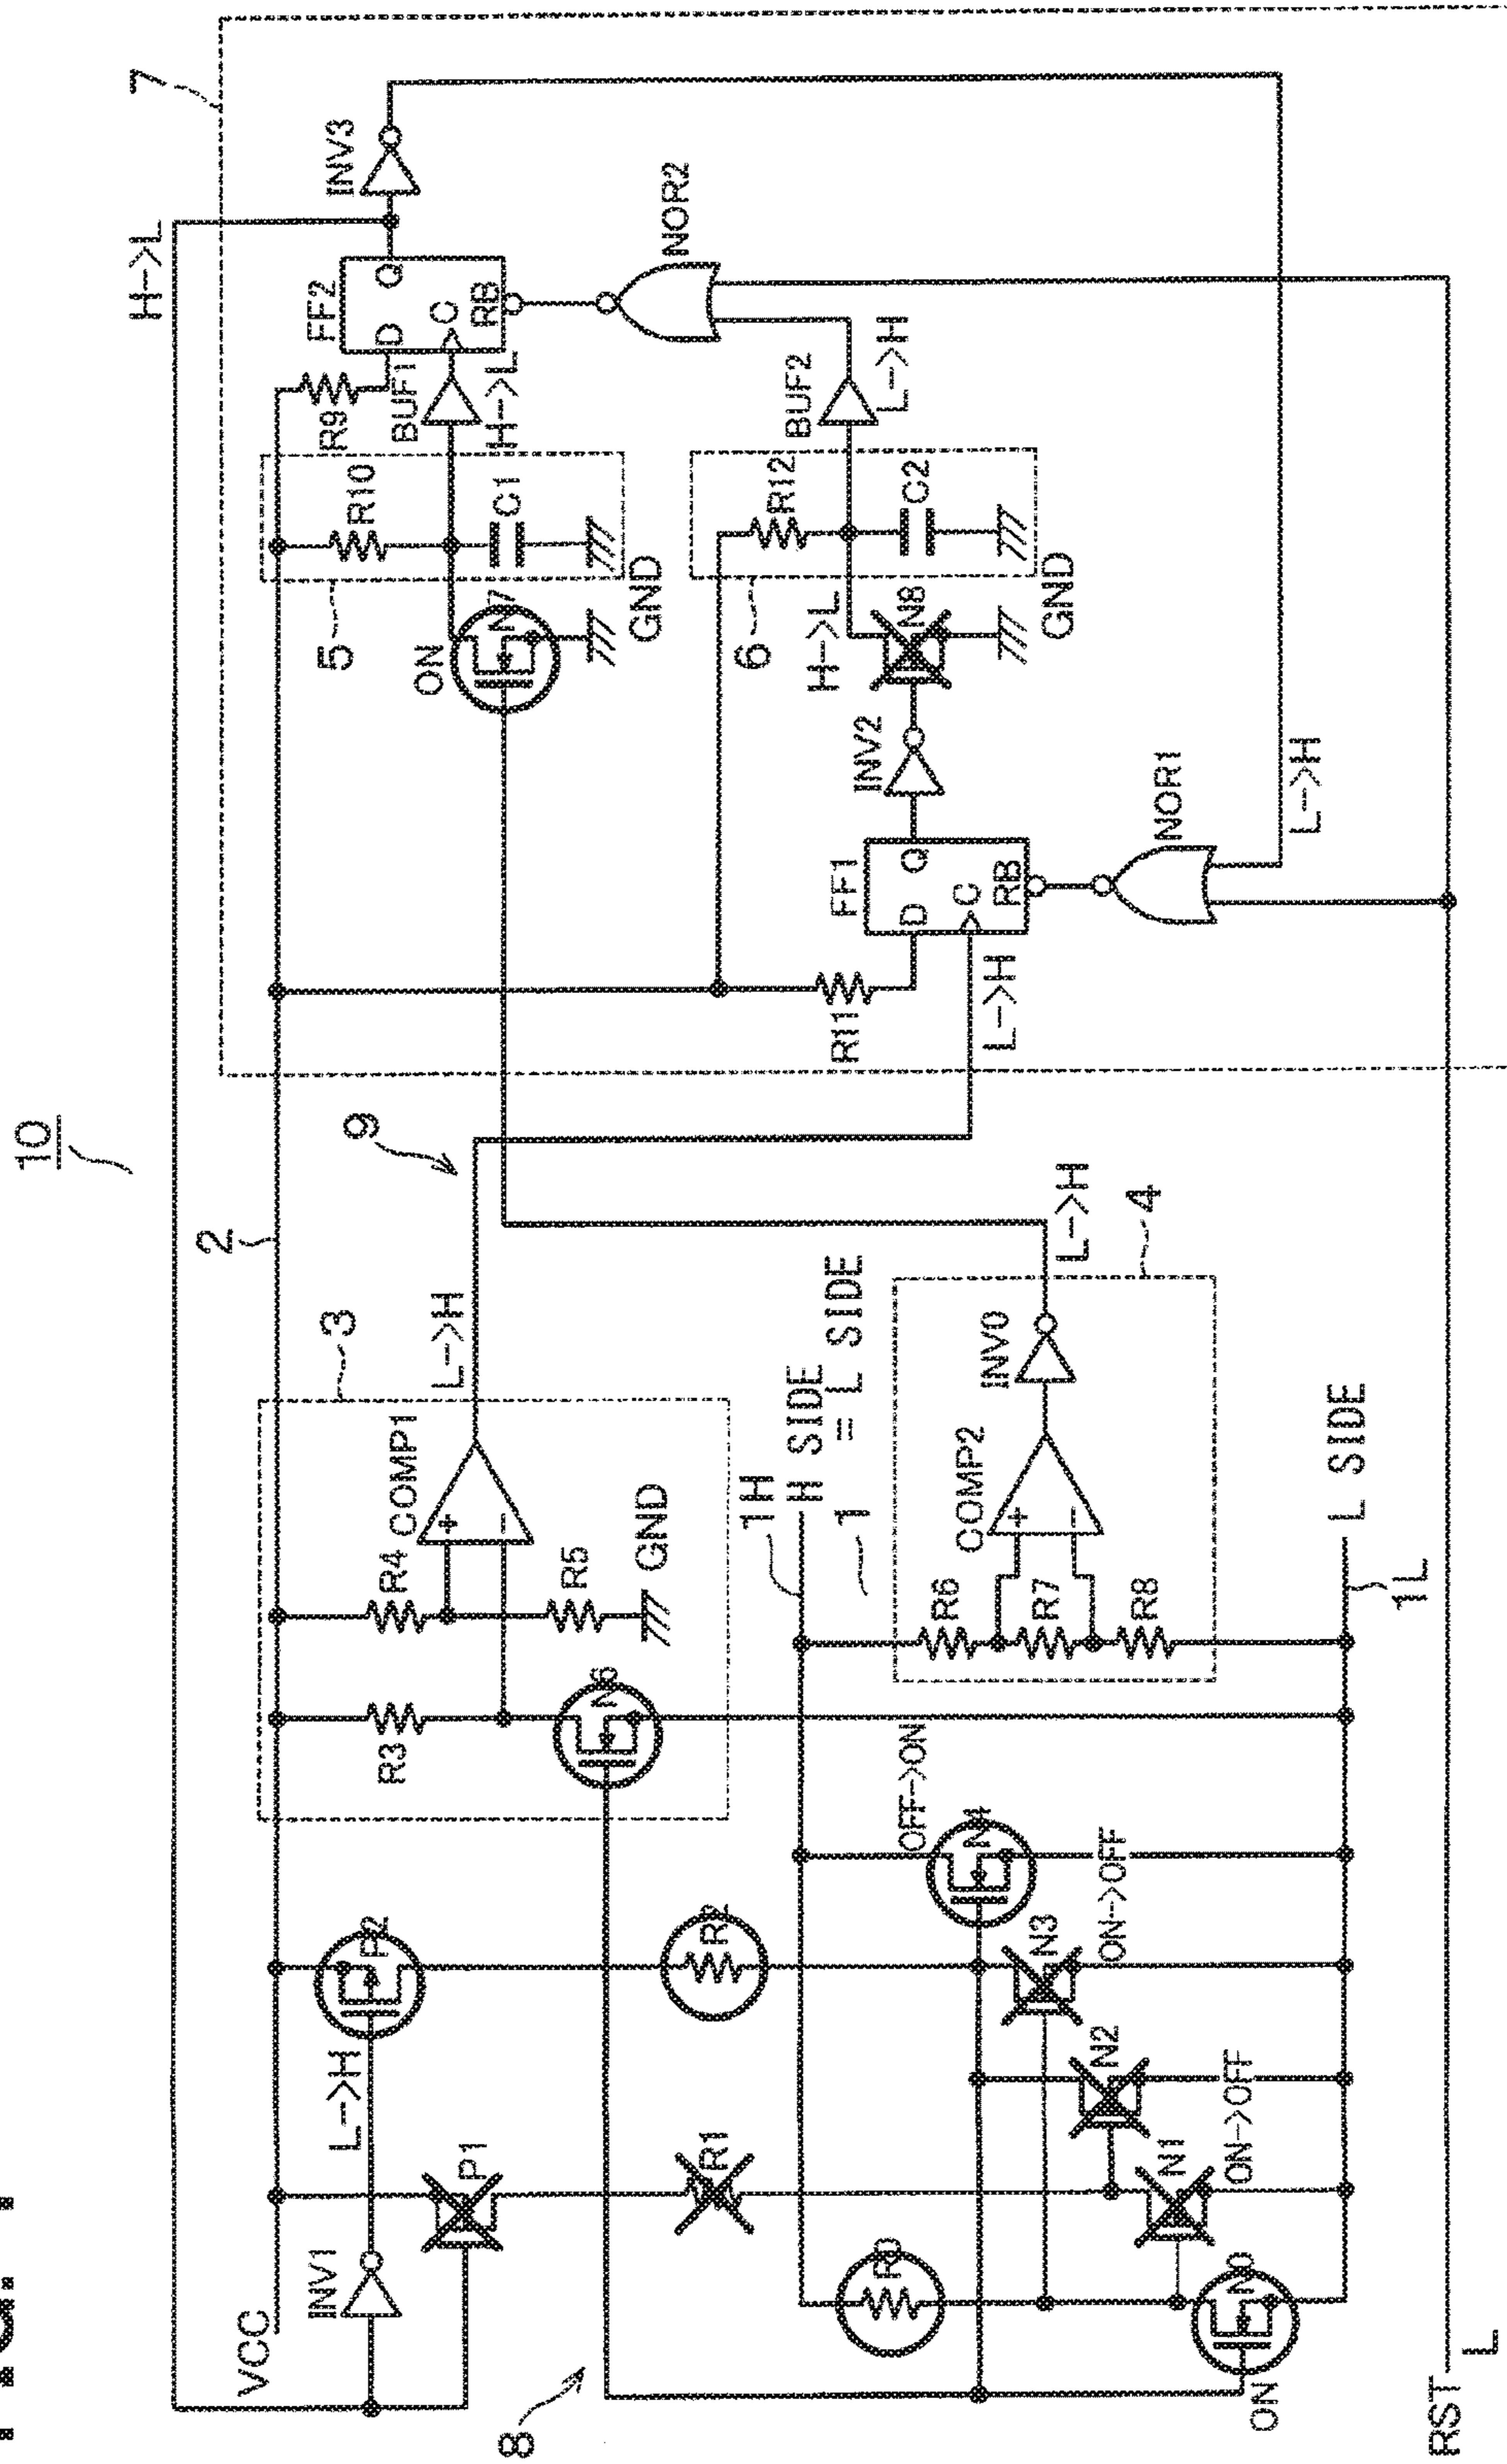 10
7
H->L
VCC
2
INV1
L->H
P1
P2
R1
R2
R3
R4
R5
N6
COMP1
GND
3
L->H
9
5
R10
C1
ON
N7
GND
R9
BUF1
H->L
FF2
D
Q
C
RB
INV3
NOR2
6
R12
C2
H->L
N8
GND
BUF2
L->H
INV2
R11
FF1
D
Q
C
RB
L->H
NOR1
L->H
8
R0
N0
ON
N1
ON->OFF
N2
N3
ON->OFF
N4
OFF->ON
1H
H SIDE
= L SIDE
1
R6
R7
R8
COMP2
+
-
INV0
L->H
4
L SIDE
1L
+
-
RST
L